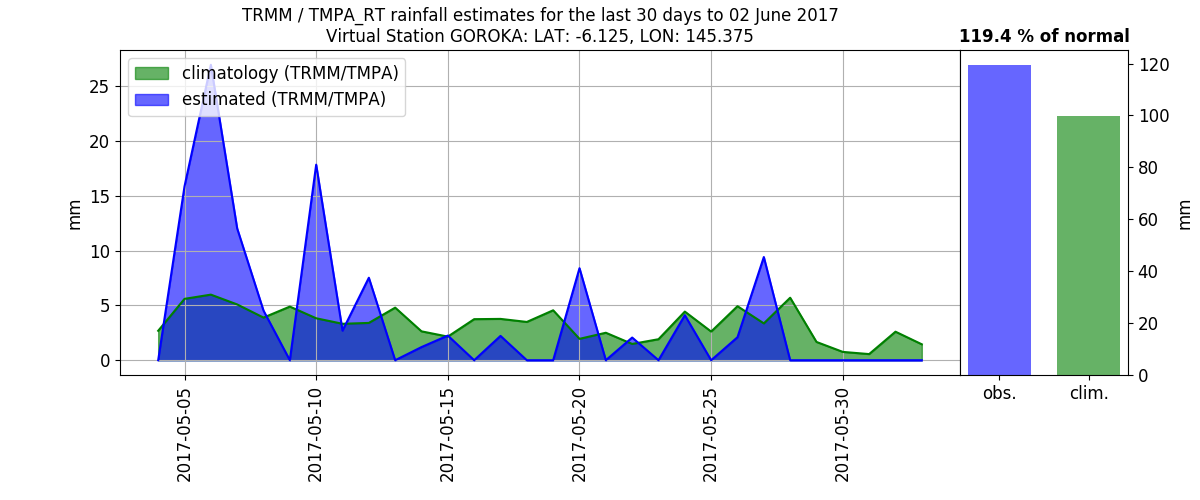 TRMM / TMPA_RT rainfall estimates for the last 30 days to 02 June 2017
Virtual Station GOROKA: LAT: -6.125, LON: 145.375
119.4 % of normal
climatology (TRMM/TMPA)
estimated (TRMM/TMPA)
25
20
15
10
5
0
mm
2017-05-05
2017-05-10
2017-05-15
2017-05-20
2017-05-25
2017-05-30
120
100
80
60
40
20
0
mm
obs.
clim.